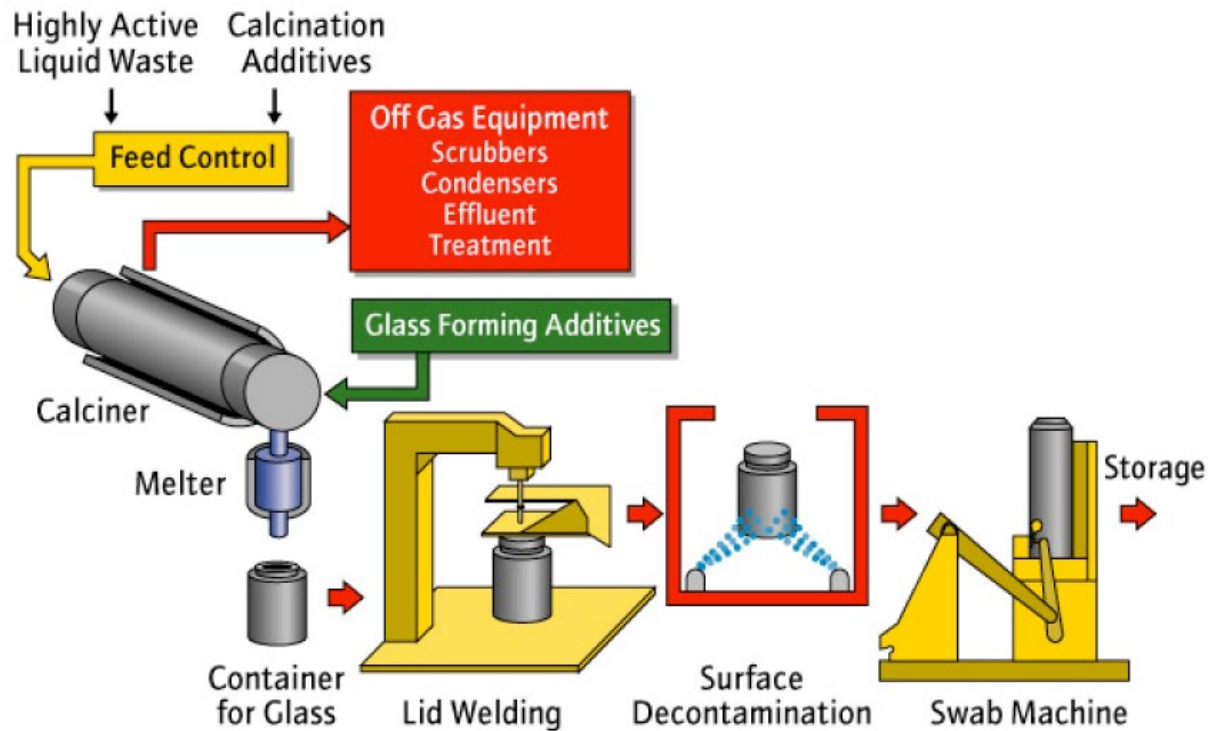 Highly Active
Liquid Waste
Calcination
Additives
Feed Control
Off Gas Equipment
Scrubbers
Condensers
Effluent
Treatment
Glass Forming Additives
Calciner
Melter
Storage
Container
for Glass
Lid Welding
Surface
Decontamination
Swab Machine